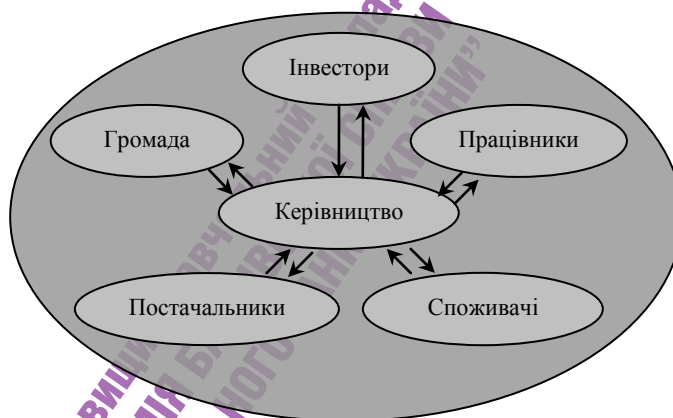 Інвестори
Громада
Працівники
Керівництво
Постачальники
Споживачі